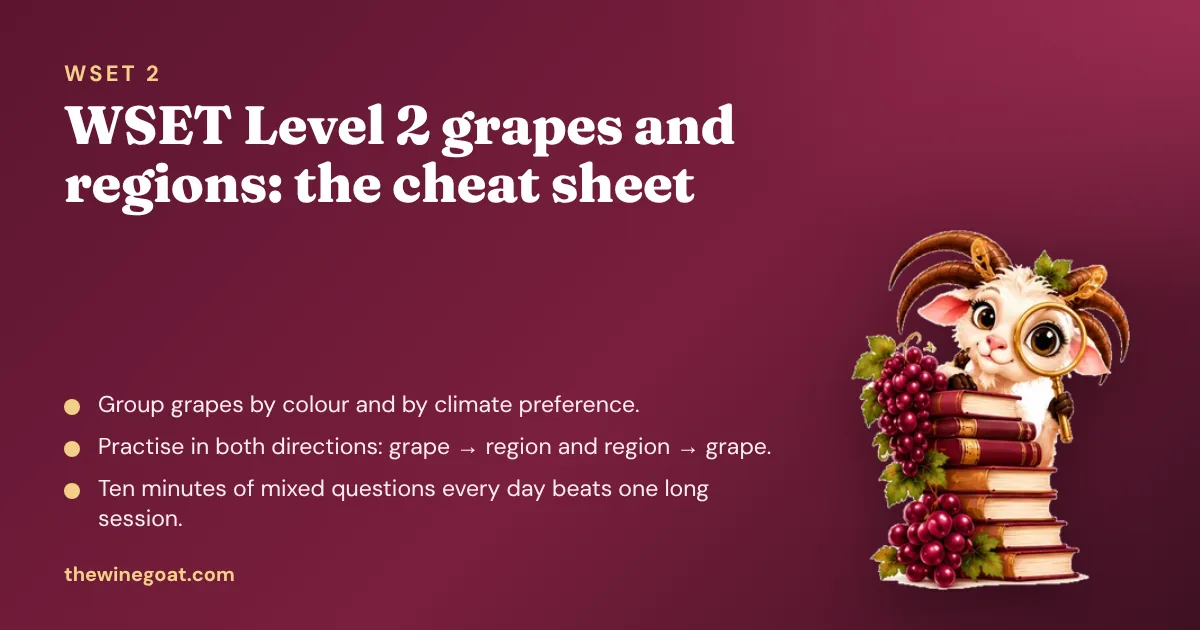 WSET 2
WSET Level 2 grapes and
regions: the cheat sheet
Group grapes by colour and by climate preference.
Practise in both directions: grape → region and region → grape.
Ten minutes of mixed questions every day beats one long
session.
thewinegoat.com